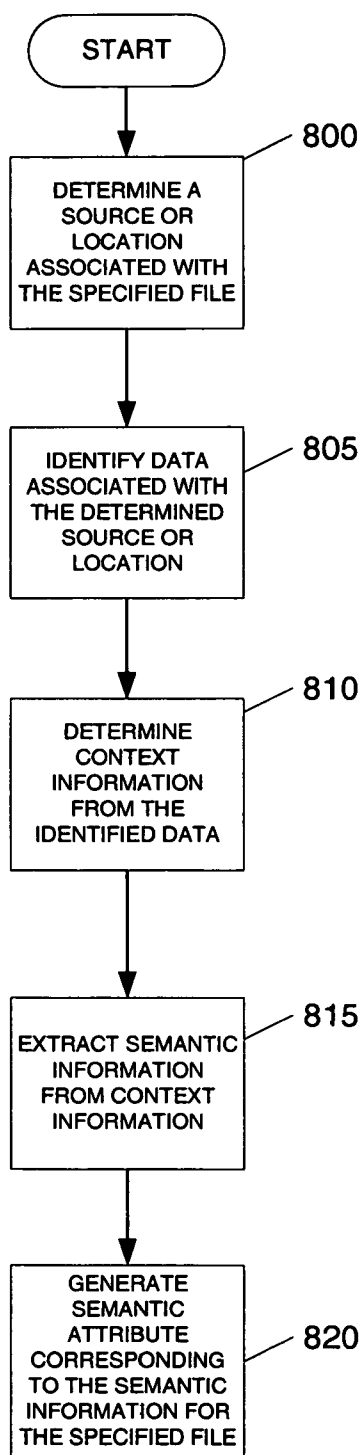 START
800
DETERMINE A
SOURCE OR
LOCATION
ASSOCIATED WITH
THE SPECIFIED FILE
805
IDENTIFY DATA
ASSOCIATED WITH
THE DETERMINED
SOURCE OR
LOCATION
810
DETERMINE
CONTEXT
INFORMATION
FROM THE
IDENTIFIED DATA
815
EXTRACT SEMANTIC
INFORMATION
FROM CONTEXT
INFORMATION
820
GENERATE
SEMANTIC
ATTRIBUTE
CORRESPONDING
TO THE SEMANTIC
INFORMATION FOR
THE SPECIFIED FILE